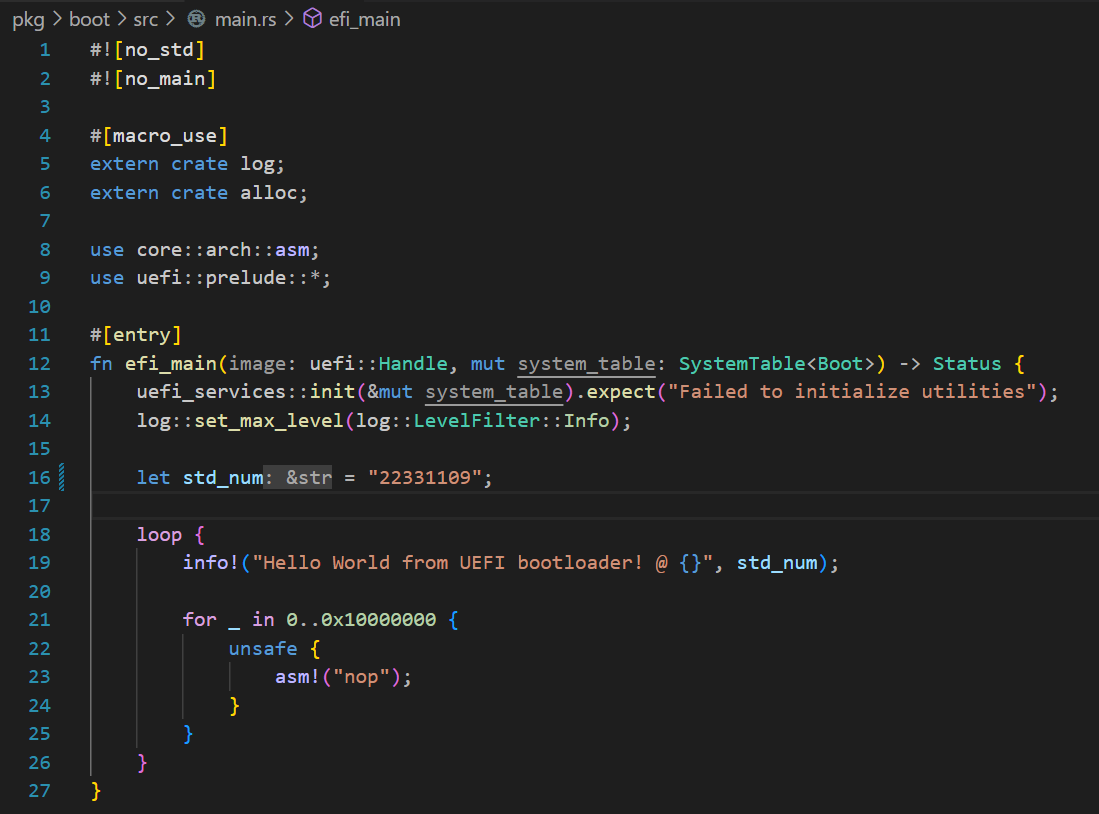 pkg > boot > src > main.rs > efi_main
1 #![no_std]
2 #![no_main]
3
4 #[macro_use]
5 extern crate log;
6 extern crate alloc;
7
8 use core::arch::asm;
9 use uefi::prelude::*;
10
11 #[entry]
12 fn efi_main(image: uefi::Handle, mut system_table: SystemTable<Boot>) -> Status {
13     uefi_services::init(&mut system_table).expect("Failed to initialize utilities");
14     log::set_max_level(log::LevelFilter::Info);
15
16     let std_num: &str = "22331109";
17
18     loop {
19         info!("Hello World from UEFI bootloader! @ {}", std_num);
20
21         for _ in 0..0x10000000 {
22             unsafe {
23                 asm!("nop");
24             }
25         }
26     }
27 }